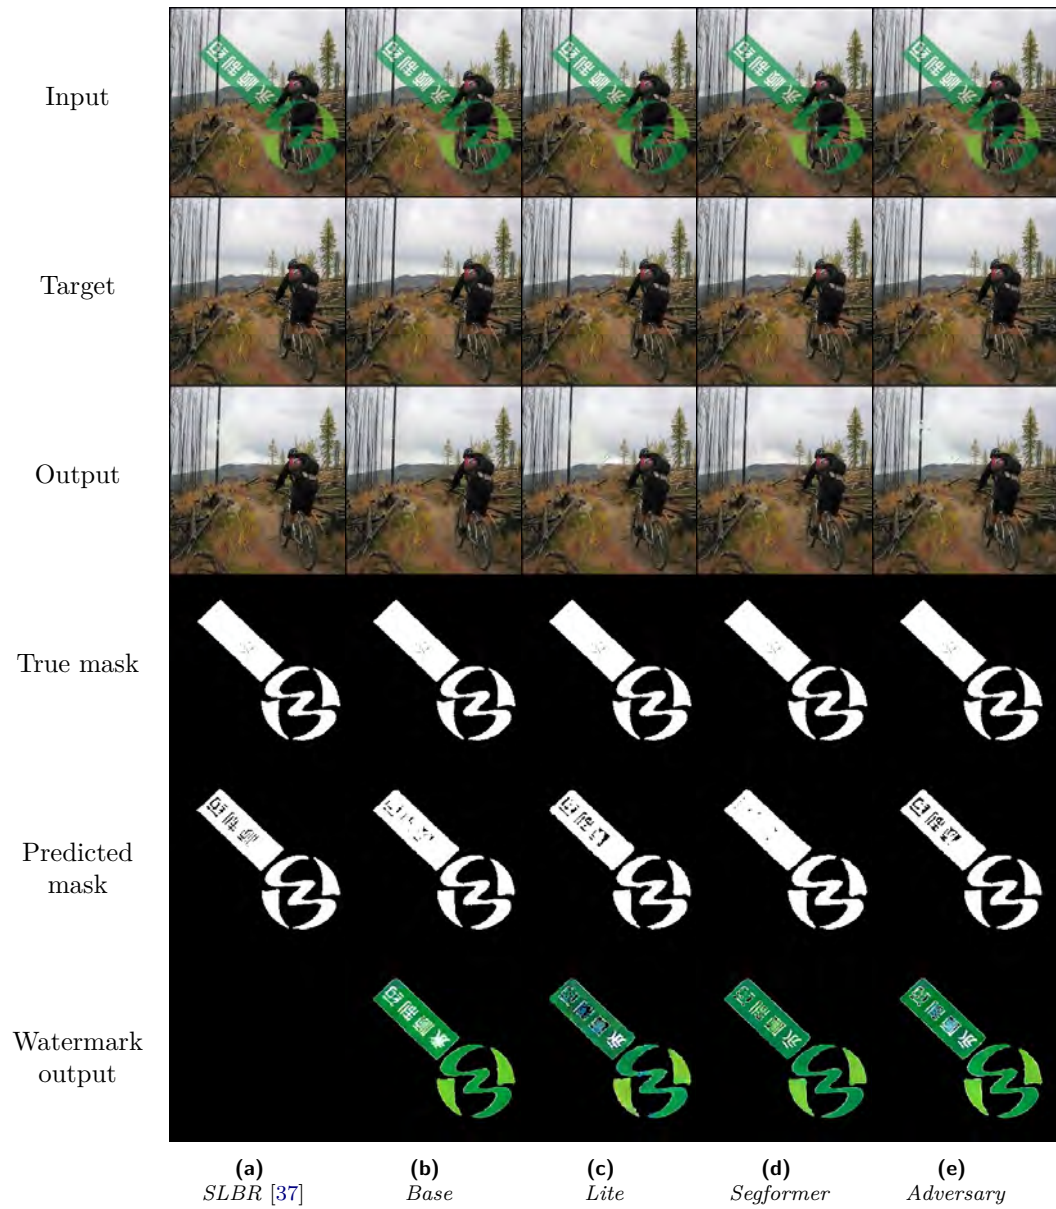 Input
Target
Output
True mask
Predicted
mask
Watermark
output
(a)
SLBR [37]
(b)
Base
(c)
Lite
(d)
Segformer
(e)
Adversary